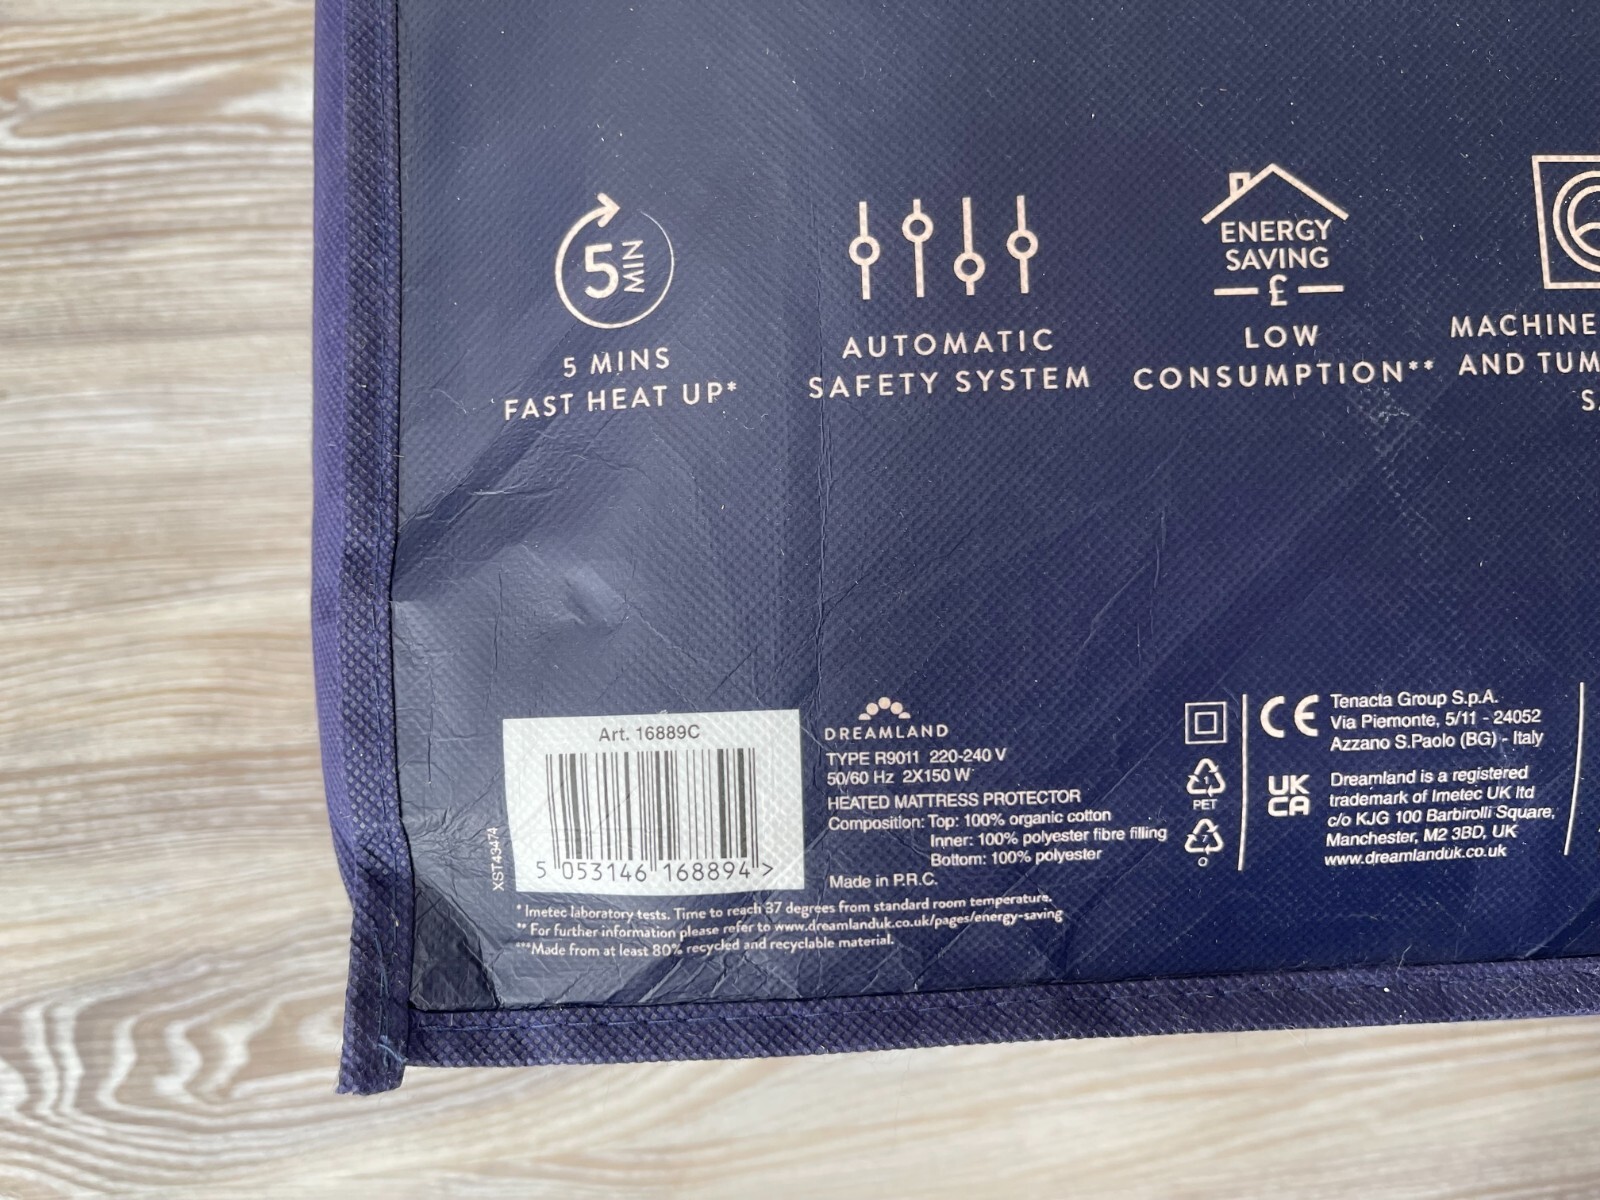 5 MIN
5 MINS
FAST HEAT UP*
AUTOMATIC
SAFETY SYSTEM
ENERGY
SAVING
£
LOW
CONSUMPTION**
MACHINE
AND TUM
Art. 16889C
5 053146 168894 >
XST43474
DREAMLAND
TYPE R9011 220-240 V
50/60 Hz 2X150 W
HEATED MATTRESS PROTECTOR
Composition: Top: 100% organic cotton
Inner: 100% polyester fibre filling
Bottom: 100% polyester
Made in P.R.C.
* Imetec laboratory tests. Time to reach 37 degrees from standard room temperature.
** For further information please refer to www.dreamlanduk.co.uk/pages/energy-saving
***Made from at least 80% recycled and recyclable material.
1
PET
7
O
CE
Tenacta Group S.p.A.
Via Piemonte, 5/11 - 24052
Azzano S.Paolo (BG) - Italy
UK
CA
Dreamland is a registered
trademark of Imetec UK ltd
c/o KJG 100 Barbirolli Square,
Manchester, M2 3BD, UK
www.dreamlanduk.co.uk